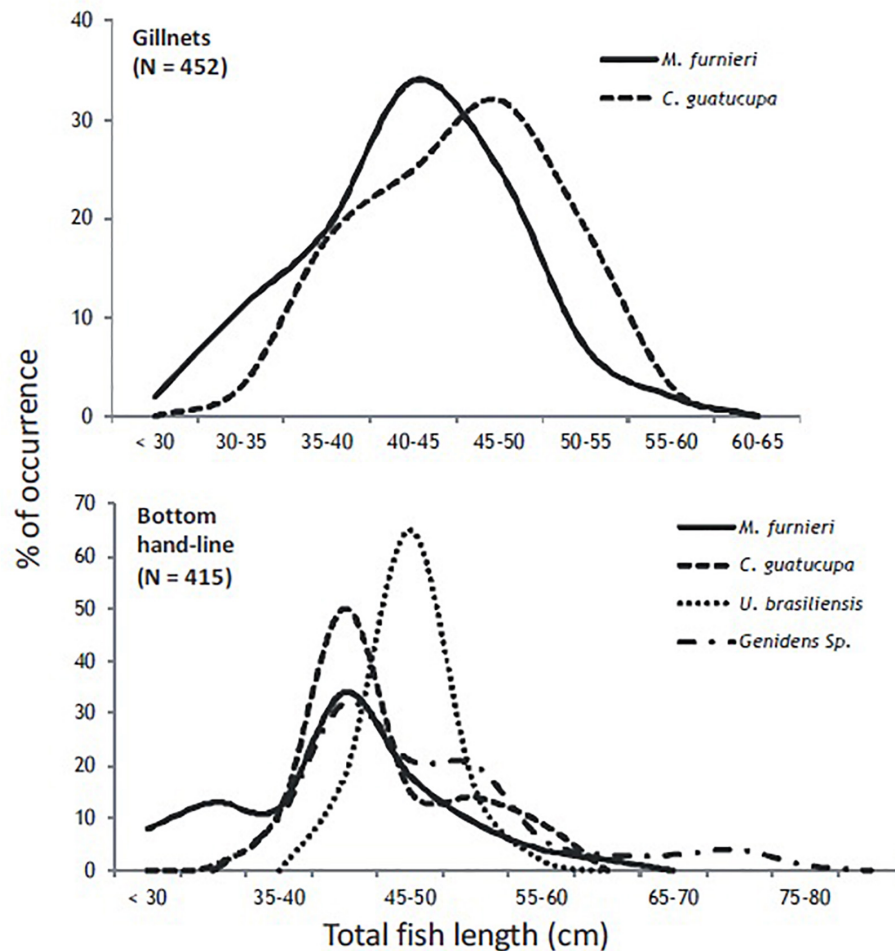 Gillnets
(N = 452)
M. furnieri
C. guatucupa
40
30
20
10
0
< 30 30-35 35-40 40-45 45-50 50-55 55-60 60-65
% of occurrence
Bottom
hand-line
(N = 415)
M. furnieri
C. guatucupa
U. brasiliensis
Genidens Sp.
70
60
50
40
30
20
10
0
< 30 35-40 45-50 55-60 65-70 75-80
Total fish length (cm)